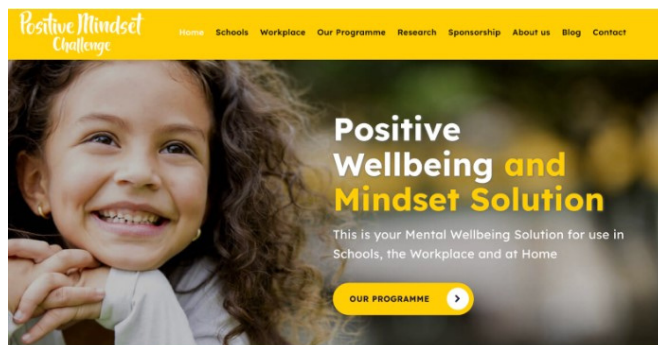 Positive Mindset
Challenge
Home Schools Workplace Our Programme Research Sponsorship About us Blog Contact
Positive
Wellbeing and
Mindset Solution
This is your Mental Wellbeing Solution for use in
Schools, the Workplace and at Home
OUR PROGRAMME